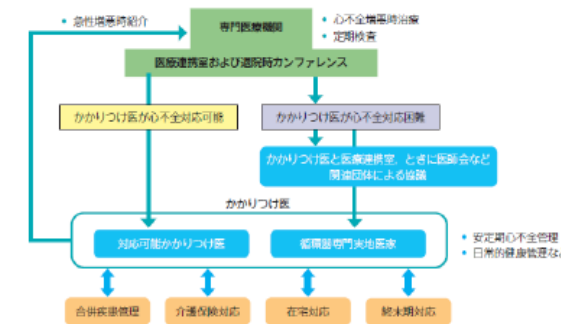 • 急性増悪時紹介
専門医療機関
• 心不全増悪時治療
• 定期検査
医療連携室および退院時カンファレンス
かかりつけ医が心不全対応可能
かかりつけ医が心不全対応困難
かかりつけ医と医療連携室、ときに医師会など
関連団体による協議
かかりつけ医
対応可能かかりつけ医
循環器専門実地医家
• 安定期心不全管理
• 日常的健康管理な
合併疾患管理
介護保険対応
在宅対応
終末期対応